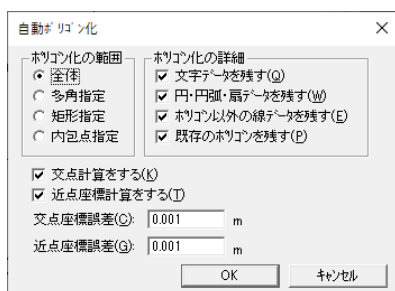 自動ﾎﾟﾘｺﾞﾝ化
ﾎﾟﾘｺﾞﾝ化の範囲
全体
多角指定
矩形指定
内包点指定
ﾎﾟﾘｺﾞﾝ化の詳細
文字ﾃﾞｰﾀを残す(Q)
円・円弧・扇ﾃﾞｰﾀを残す(W)
ﾎﾟﾘｺﾞﾝ以外の線ﾃﾞｰﾀを残す(E)
既存のﾎﾟﾘｺﾞﾝを残す(P)
交点計算をする(K)
近点座標計算をする(T)
交点座標誤差(C): 0.001 m
近点座標誤差(G): 0.001 m
OK ｷｬﾝｾﾙ